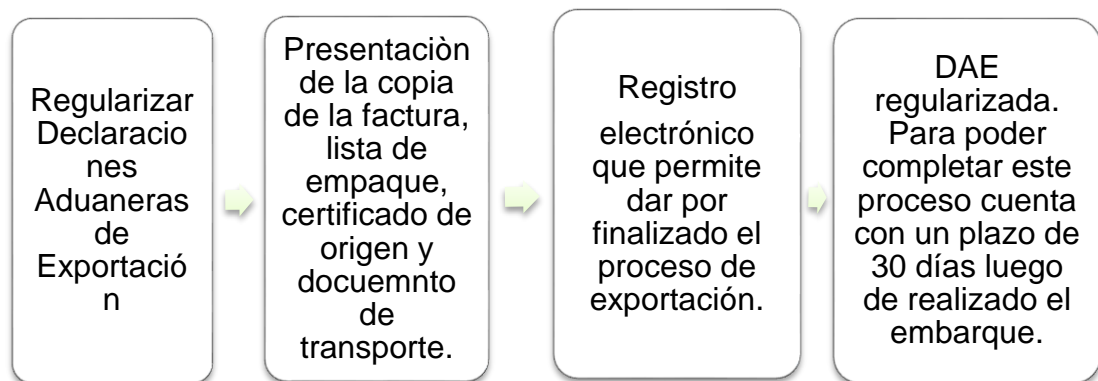 Regularizar
Declaracio
nes
Aduaneras
de
Exportació
n
Presentaciòn
de la copia
de la factura,
lista de
empaque,
certificado de
origen y
docuemnto
de
transporte.
Registro
electrónico
que permite
dar por
finalizado el
proceso de
exportación.
DAE
regularizada.
Para poder
completar este
proceso cuenta
con un plazo de
30 días luego
de realizado el
embarque.